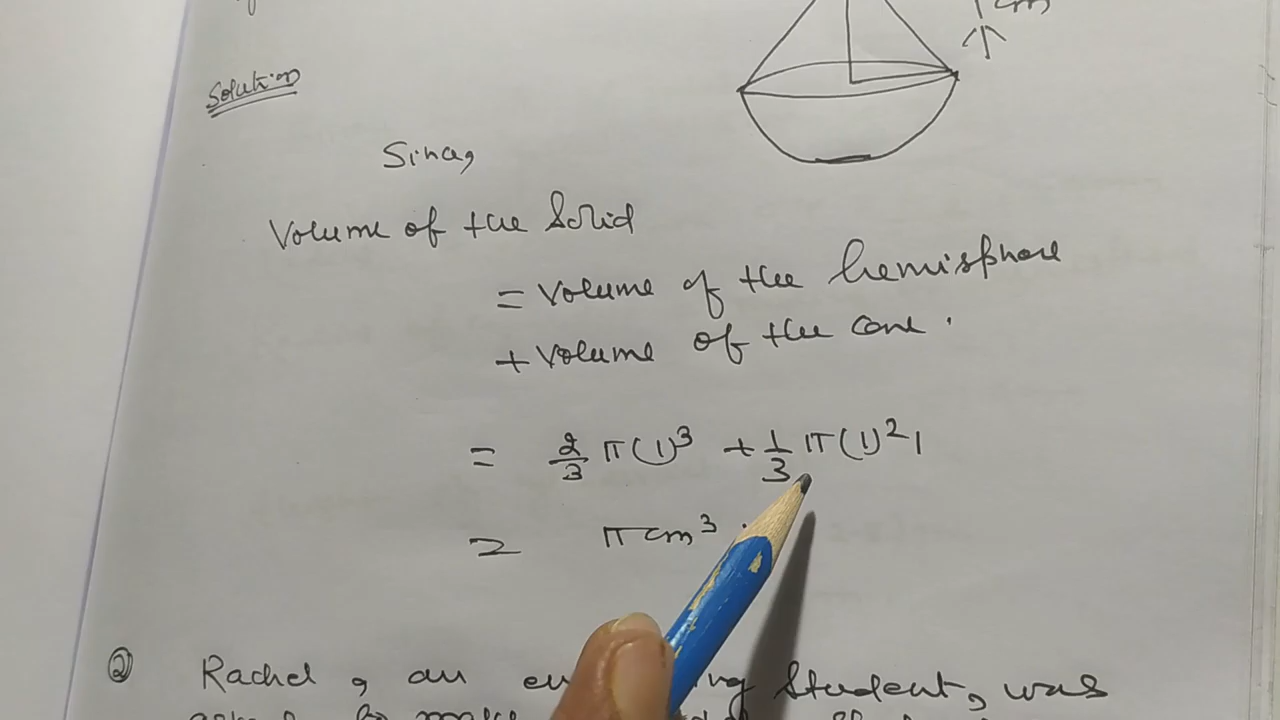 cm
Solution
Since,
Volume of the Solid
= Volume of the hemisphere
+ Volume of the cone.
= 2/3 π(1)³ + 1/3 π(1)² 1
= π cm³.
② Rachel, an student, was